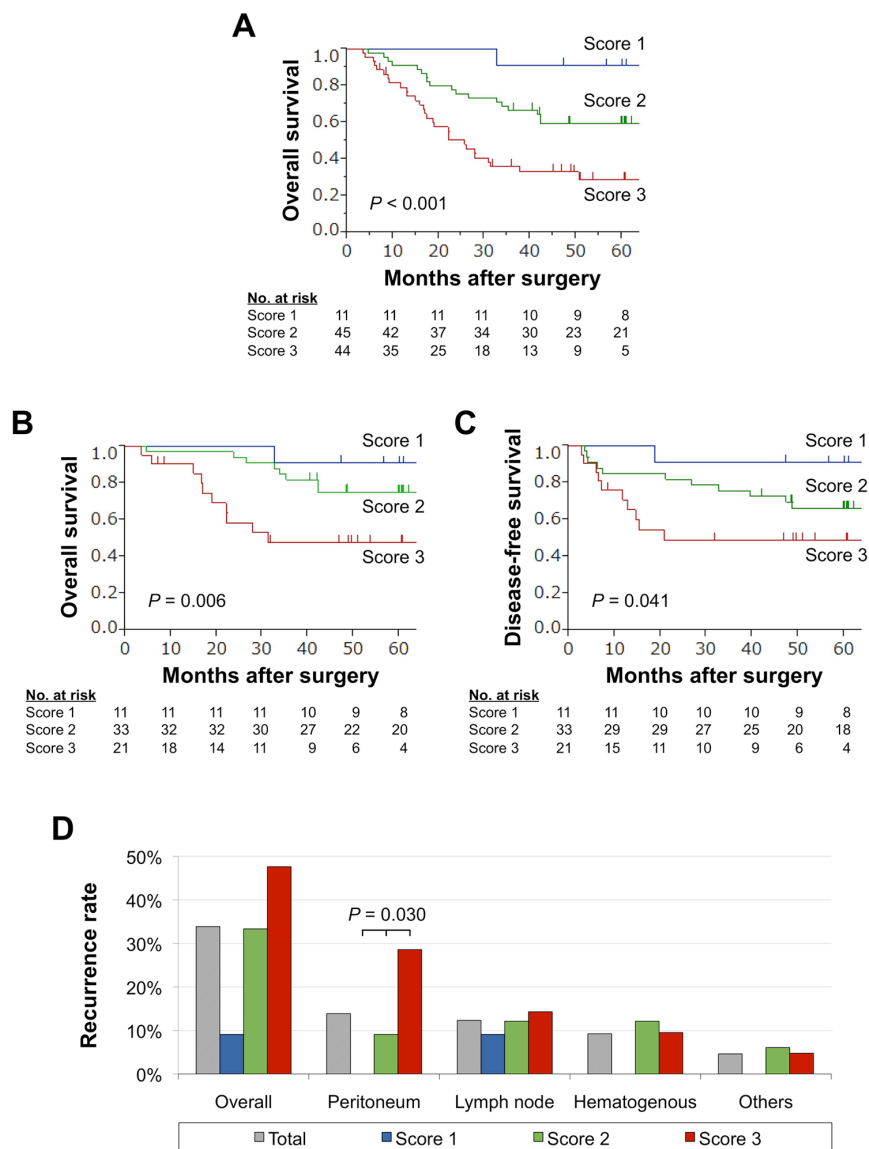 A
Score 1
Score 2
Score 3
1.0
0.8
0.6
0.4
0.2
0.0
Overall survival
P < 0.001
0 10 20 30 40 50 60
Months after surgery
No. at risk
Score 1 11 11 11 11 10 9 8
Score 2 45 42 37 34 30 23 21
Score 3 44 35 25 18 13 9 5
B
Score 1
Score 2
Score 3
1.0
0.8
0.6
0.4
0.2
0.0
Overall survival
P = 0.006
0 10 20 30 40 50 60
Months after surgery
No. at risk
Score 1 11 11 11 11 10 9 8
Score 2 33 32 32 30 27 22 20
Score 3 21 18 14 11 9 6 4
C
Score 1
Score 2
Score 3
1.0
0.8
0.6
0.4
0.2
0.0
Disease-free survival
P = 0.041
0 10 20 30 40 50 60
Months after surgery
No. at risk
Score 1 11 11 10 10 10 9 8
Score 2 33 29 29 27 25 20 18
Score 3 21 15 11 10 9 6 4
D
50%
40%
30%
20%
10%
0%
Recurrence rate
P = 0.030
Overall Peritoneum Lymph node Hematogenous Others
Total Score 1 Score 2 Score 3